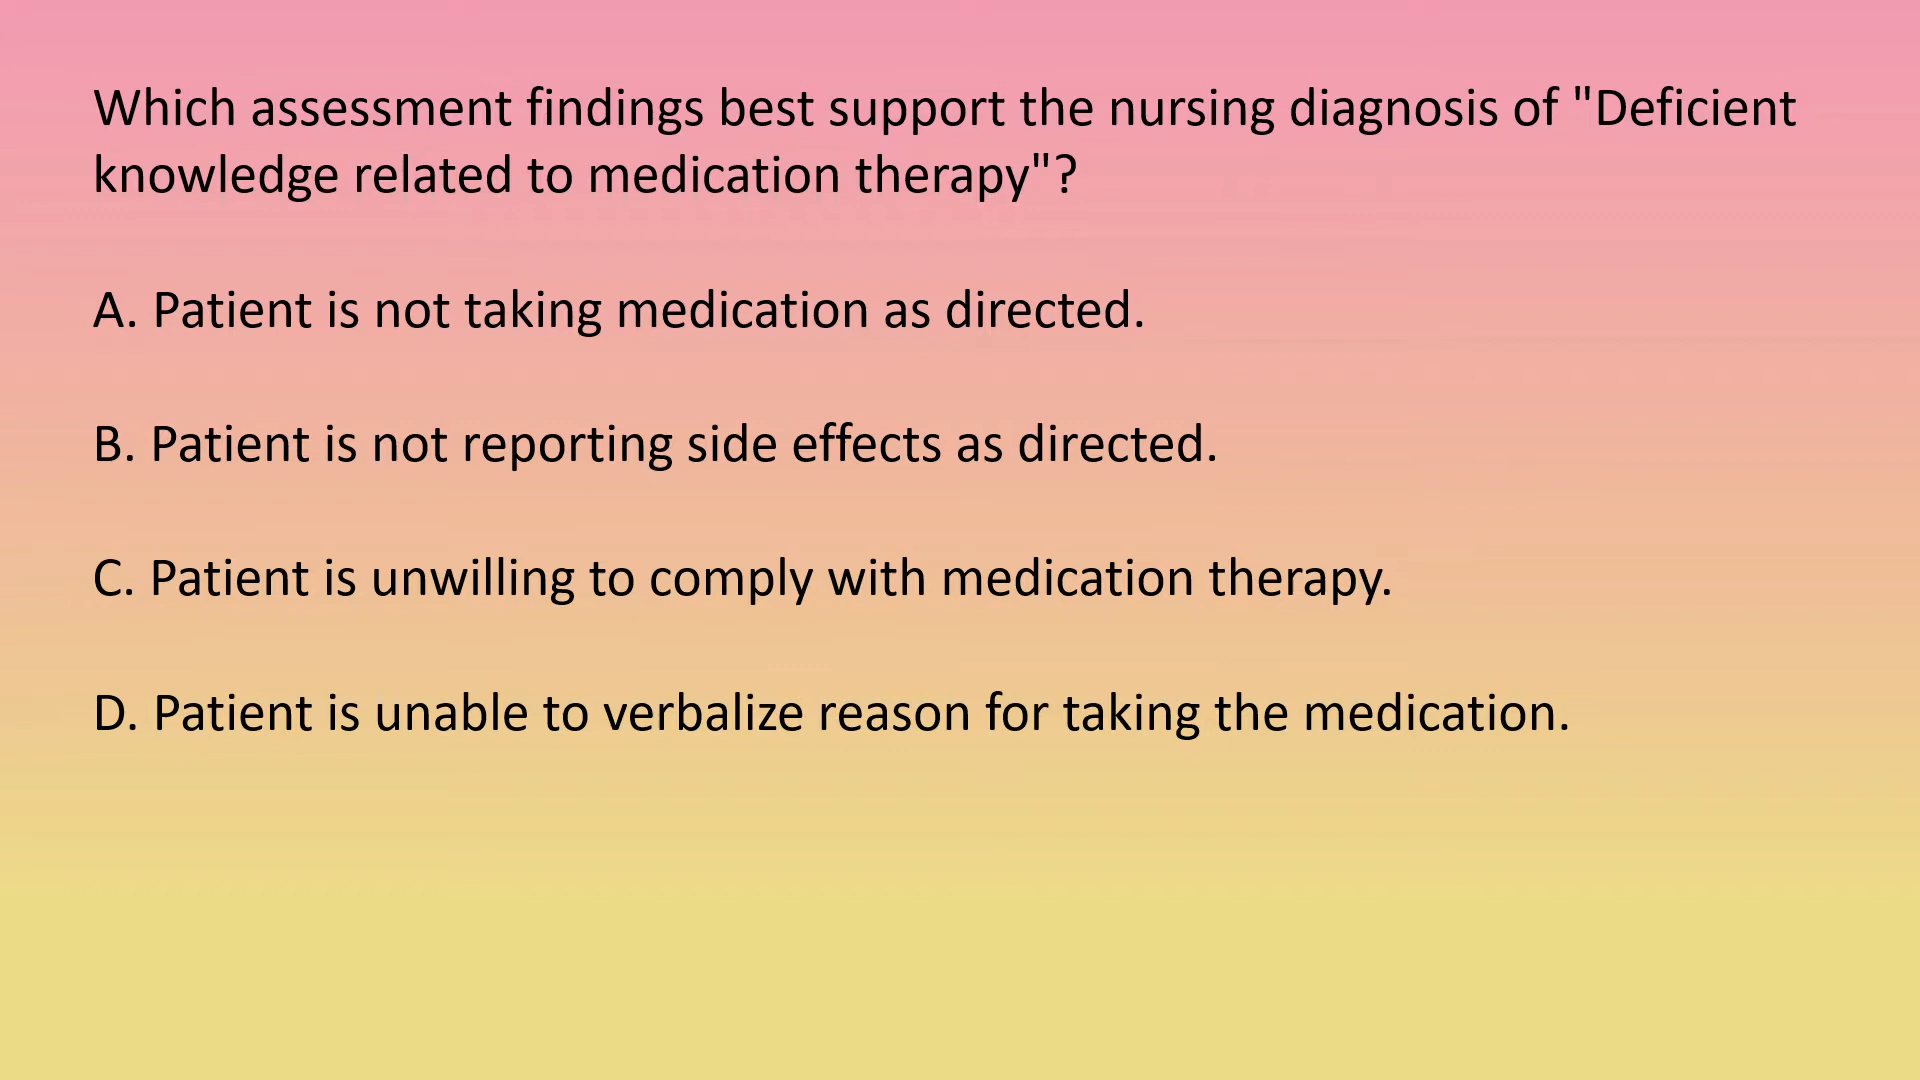 Which assessment findings best support the nursing diagnosis of "Deficient
knowledge related to medication therapy"?
A. Patient is not taking medication as directed.
B. Patient is not reporting side effects as directed.
C. Patient is unwilling to comply with medication therapy.
D. Patient is unable to verbalize reason for taking the medication.